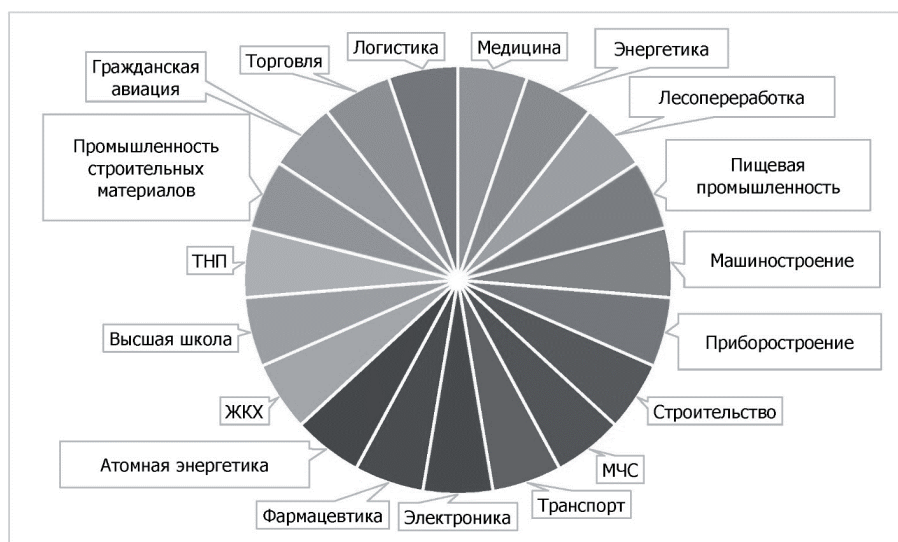 Логистика
Медицина
Энергетика
Лесопереработка
Пищевая
промышленность
Машиностроение
Приборостроение
Строительство
МЧС
Транспорт
Электроника
Фармацевтика
Атомная энергетика
ЖКХ
Высшая школа
ТНП
Промышленность
строительных
материалов
Гражданская
авиация
Торговля